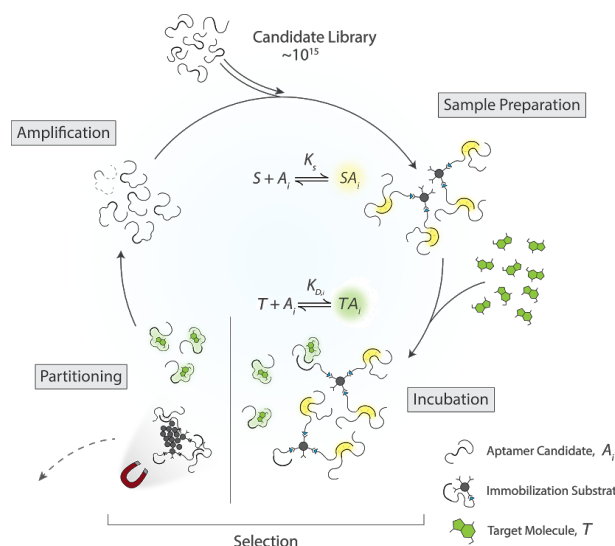 Candidate Library
~10¹⁵
Sample Preparation
Amplification
S + Aᵢ Kₛ SAᵢ
T + Aᵢ K_D,i TAᵢ
Partitioning
Incubation
Aptamer Candidate, Aᵢ
Immobilization Substrat
Target Molecule, T
Selection